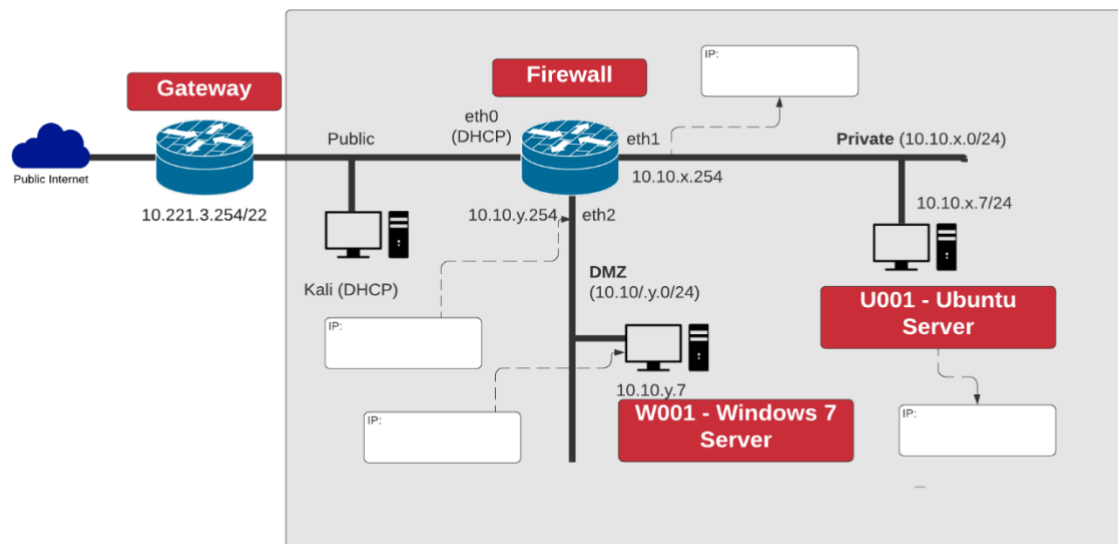 IP:
Gateway
Firewall
eth0
(DHCP)
Public
eth1
Private (10.10.x.0/24)
Public Internet
10.221.3.254/22
10.10.x.254
10.10.x.7/24
10.10.y.254
eth2
DMZ
(10.10/.y.0/24)
Kali (DHCP)
U001 - Ubuntu
Server
IP:
10.10.y.7
W001 - Windows 7
Server
IP:
IP: